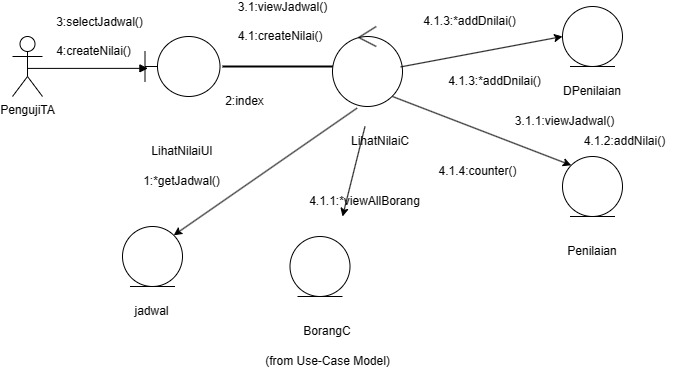 3:selectJadwal()
3.1:viewJadwal()
4.1.3:*addDnilai()
4:createNilai()
4.1:createNilai()
4.1.3:*addDnilai()
DPenilaian
PengujiTA
2:index
3.1.1:viewJadwal()
LihatNilaiUI
LihatNilaiC
4.1.2:addNilai()
1:*getJadwal()
4.1.4:counter()
4.1.1:*viewAllBorang
Penilaian
jadwal
BorangC
(from Use-Case Model)